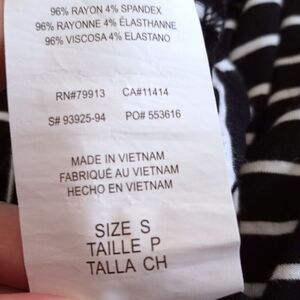 96% RAYON 4% SPANDEX
96% RAYONNE 4% ÉLASTHANNE
96% VISCOSA 4% ELASTANO
RN#79913 CA#11414
S# 93925-94 PO# 553616
MADE IN VIETNAM
FABRIQUÉ AU VIETNAM
HECHO EN VIETNAM
SIZE S
TAILLE P
TALLA CH